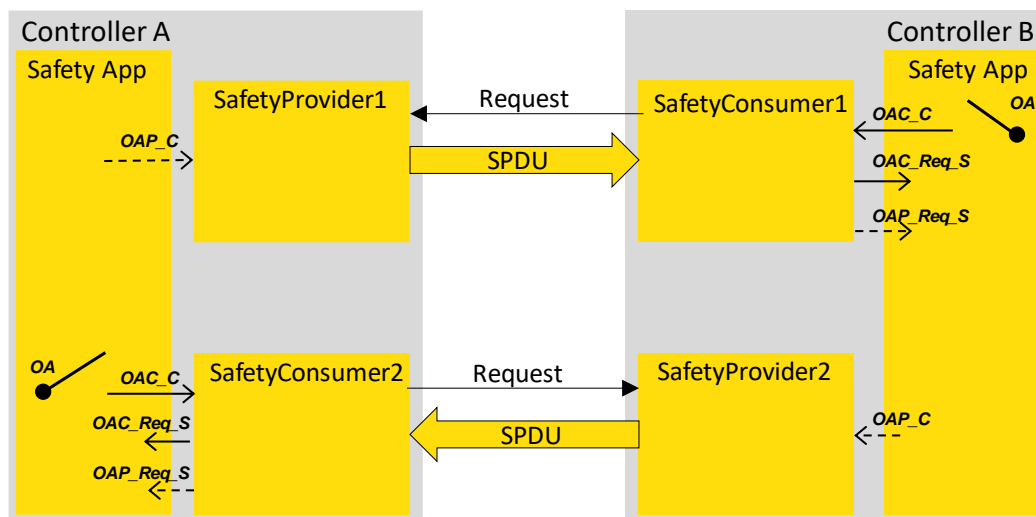 Controller A
Controller B
Safety App
Safety App
SafetyProvider1
Request
SafetyConsumer1
OA
OAC_C
OAP_C
SPDU
OAC_Req_S
OAP_Req_S
OA
OAC_C
SafetyConsumer2
Request
SafetyProvider2
OAC_Req_S
SPDU
OAP_C
OAP_Req_S